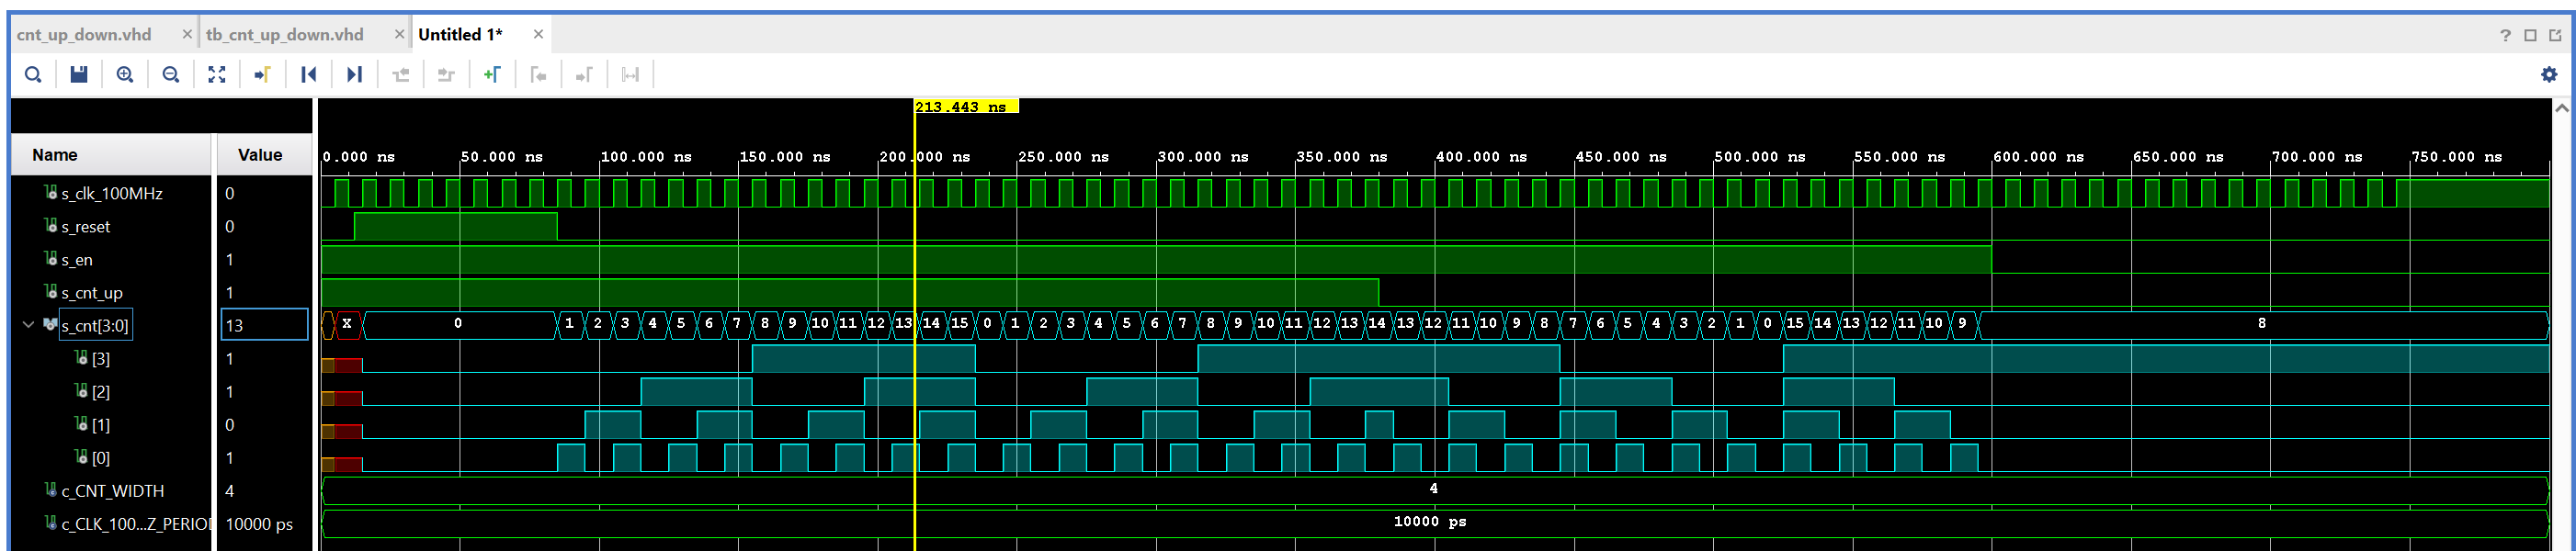 cnt_up_down.vhd × tb_cnt_up_down.vhd × Untitled 1* × ?
213.443 ns
Name Value 0.000 ns 50.000 ns 100.000 ns 150.000 ns 200.000 ns 250.000 ns 300.000 ns 350.000 ns 400.000 ns 450.000 ns 500.000 ns 550.000 ns 600.000 ns 650.000 ns 700.000 ns 750.000 ns
s_clk_100MHz 0
s_reset 0
s_en 1
s_cnt_up 1
s_cnt[3:0] 13 X 0 1 2 3 4 5 6 7 8 9 10 11 12 13 14 15 0 1 2 3 4 5 6 7 8 9 10 11 12 13 14 13 12 11 10 9 8 7 6 5 4 3 2 1 0 15 14 13 12 11 10 9 8
[3] 1
[2] 1
[1] 0
[0] 1
c_CNT_WIDTH 4 4
c_CLK_100...Z_PERIOD 10000 ps 10000 ps